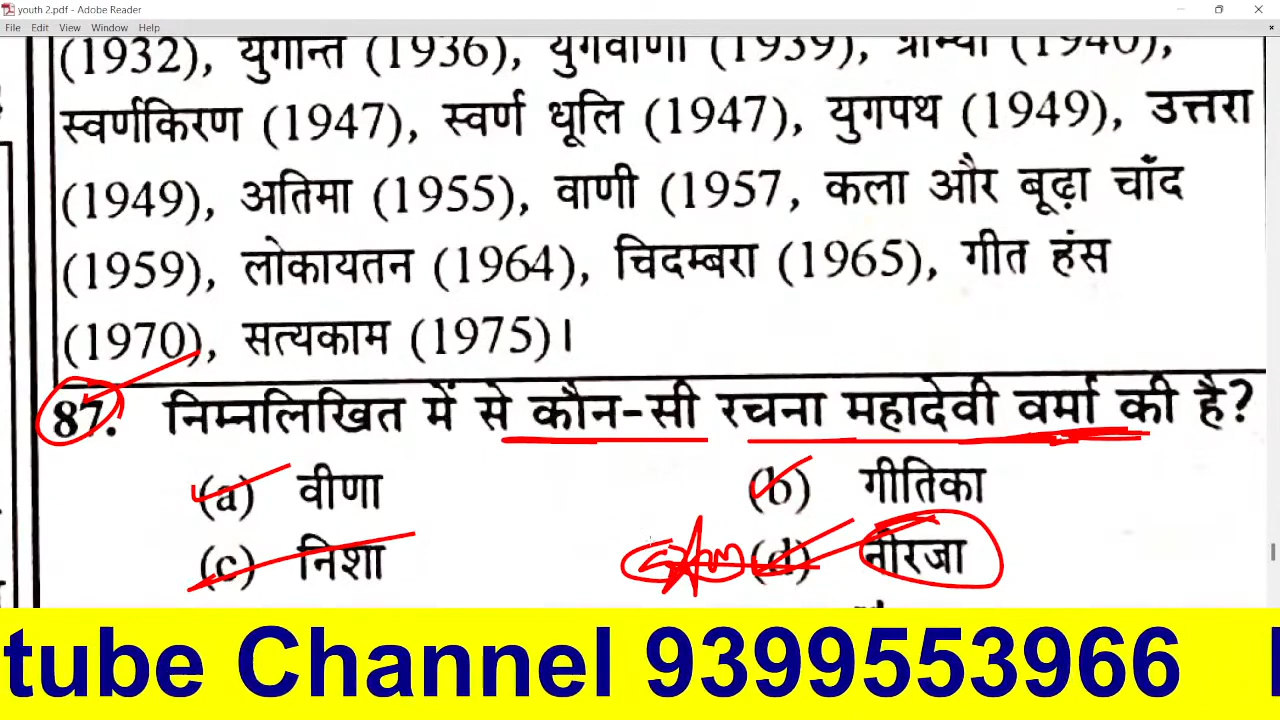 youth 2.pdf - Adobe Reader
File Edit View Window Help
(1932), युगान्त (1936), युगवाणी (1939), ग्राम्या (1940),
स्वर्णकिरण (1947), स्वर्ण धूलि (1947), युगपथ (1949), उत्तरा
(1949), अतिमा (1955), वाणी (1957, कला और बूढ़ा चाँद
(1959), लोकायतन (1964), चिदम्बरा (1965), गीत हंस
(1970), सत्यकाम (1975)।
87. निम्नलिखित में से कौन-सी रचना महादेवी वर्मा की है?
(a) वीणा (b) गीतिका
(c) निशा (d) नीरजा
tube Channel 9399553966